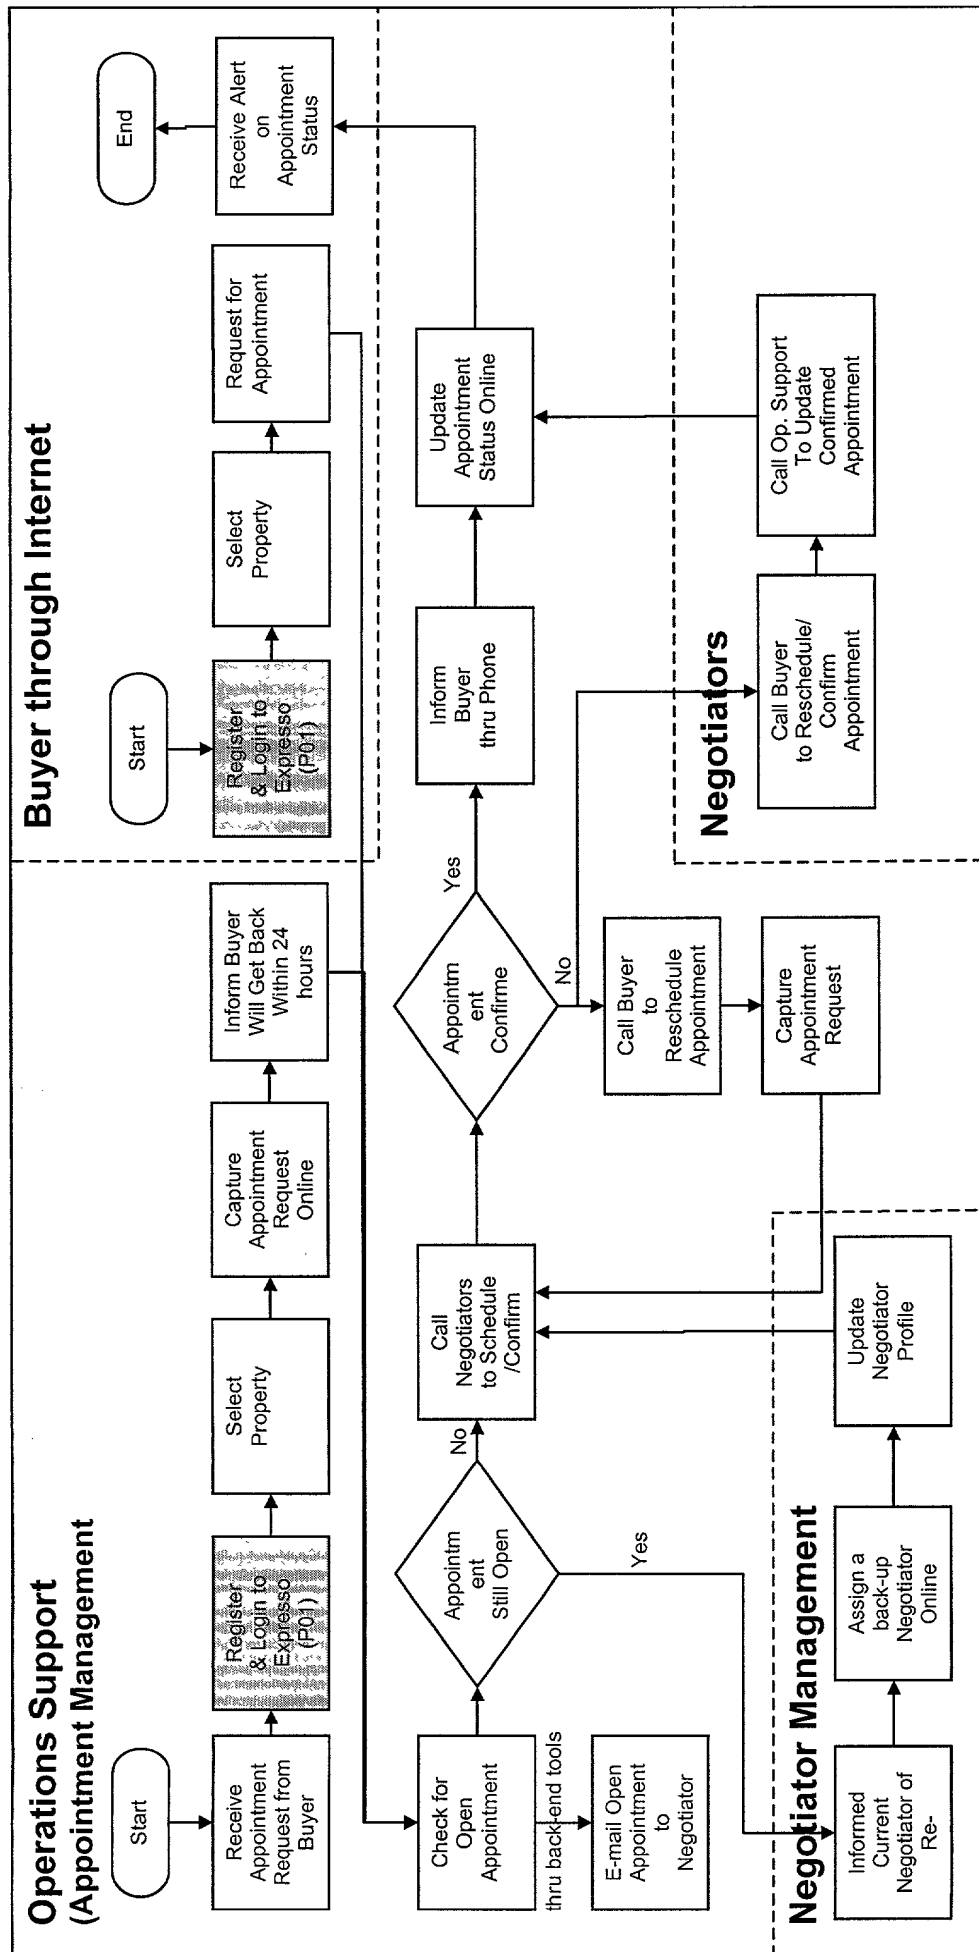 Operations Support
(Appointment Management)
Start
Receive
Appointment
Request from
Buyer
Register
& Login to
Expresso
(P01)
Select
Property
Capture
Appointment
Request
Online
Inform Buyer
Will Get Back
Within 24
hours
Buyer through Internet
Start
Register
& Login to
Expresso
(P01)
Select
Property
Request for
Appointment
Receive Alert
on
Appointment
Status
End
Check for
Open
Appointment
thru back-end tools
E-mail Open
Appointment
to
Negotiator
Appointm
ent
Still Open
No
Yes
Call
Negotiators
to Schedule
/Confirm
Appointm
ent
Confirme
Yes
No
Inform
Buyer
thru Phone
Update
Appointment
Status Online
Call Buyer
to
Reschedule
Appointment
Capture
Appointment
Request
Negotiators
Call Buyer
to Reschedule/
Confirm
Appointment
Call Op. Support
To Update
Confirmed
Appointment
Negotiator Management
Informed
Current
Negotiator of
Re-
Assign a
back-up
Negotiator
Online
Update
Negotiator
Profile